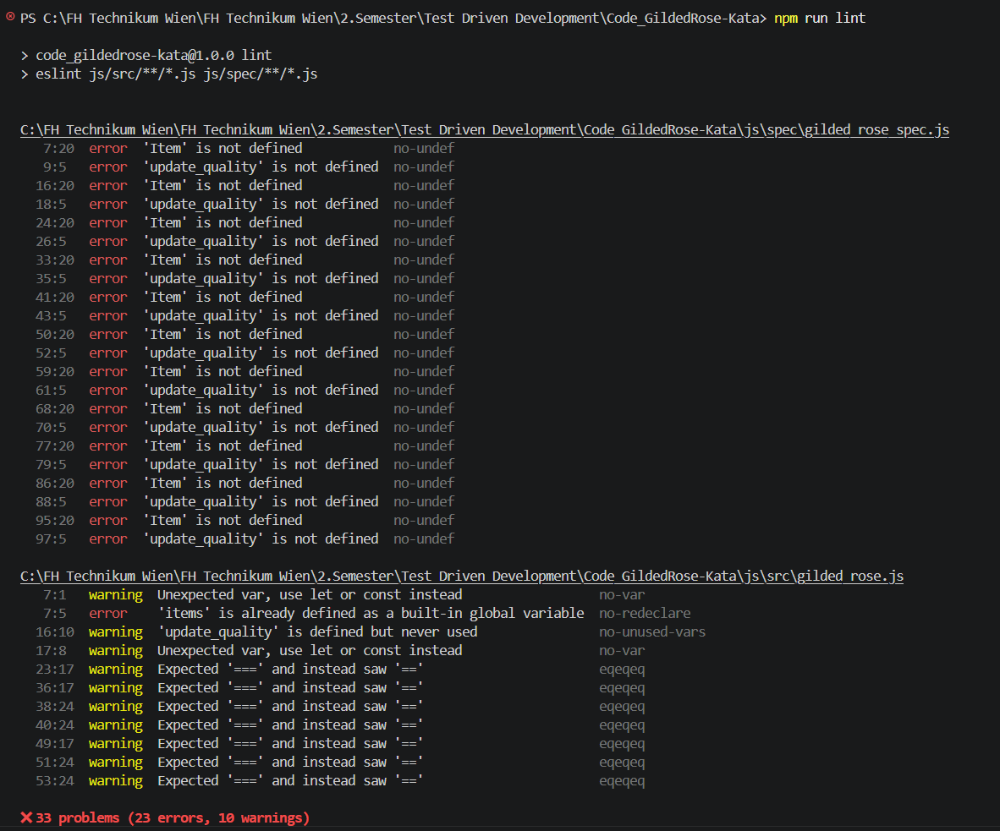 PS C:\FH Technikum Wien\FH Technikum Wien\2.Semester\Test Driven Development\Code_GildedRose-Kata> npm run lint
> code_gildedrose-kata@1.0.0 lint
> eslint js/src/**/*.js js/spec/**/*.js
C:\FH Technikum Wien\FH Technikum Wien\2.Semester\Test Driven Development\Code_GildedRose-Kata\js\spec\gilded_rose_spec.js
7:20 error 'Item' is not defined no-undef
9:5 error 'update_quality' is not defined no-undef
16:20 error 'Item' is not defined no-undef
18:5 error 'update_quality' is not defined no-undef
24:20 error 'Item' is not defined no-undef
26:5 error 'update_quality' is not defined no-undef
33:20 error 'Item' is not defined no-undef
35:5 error 'update_quality' is not defined no-undef
41:20 error 'Item' is not defined no-undef
43:5 error 'update_quality' is not defined no-undef
50:20 error 'Item' is not defined no-undef
52:5 error 'update_quality' is not defined no-undef
59:20 error 'Item' is not defined no-undef
61:5 error 'update_quality' is not defined no-undef
68:20 error 'Item' is not defined no-undef
70:5 error 'update_quality' is not defined no-undef
77:20 error 'Item' is not defined no-undef
79:5 error 'update_quality' is not defined no-undef
86:20 error 'Item' is not defined no-undef
88:5 error 'update_quality' is not defined no-undef
95:20 error 'Item' is not defined no-undef
97:5 error 'update_quality' is not defined no-undef
C:\FH Technikum Wien\FH Technikum Wien\2.Semester\Test Driven Development\Code_GildedRose-Kata\js\src\gilded_rose.js
7:1 warning Unexpected var, use let or const instead no-var
7:5 error 'items' is already defined as a built-in global variable no-redeclare
16:10 warning 'update_quality' is defined but never used no-unused-vars
17:8 warning Unexpected var, use let or const instead no-var
23:17 warning Expected '===' and instead saw '==' eqeqeq
36:17 warning Expected '===' and instead saw '==' eqeqeq
38:24 warning Expected '===' and instead saw '==' eqeqeq
40:24 warning Expected '===' and instead saw '==' eqeqeq
49:17 warning Expected '===' and instead saw '==' eqeqeq
51:24 warning Expected '===' and instead saw '==' eqeqeq
53:24 warning Expected '===' and instead saw '==' eqeqeq
✖ 33 problems (23 errors, 10 warnings)